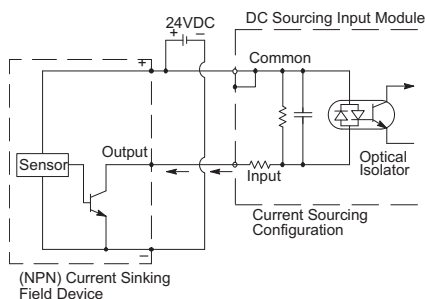 24VDC
+ −
DC Sourcing Input Module
+
Common
Sensor
Output
Input
Optical
Isolator
−
Current Sourcing
Configuration
(NPN) Current Sinking
Field Device